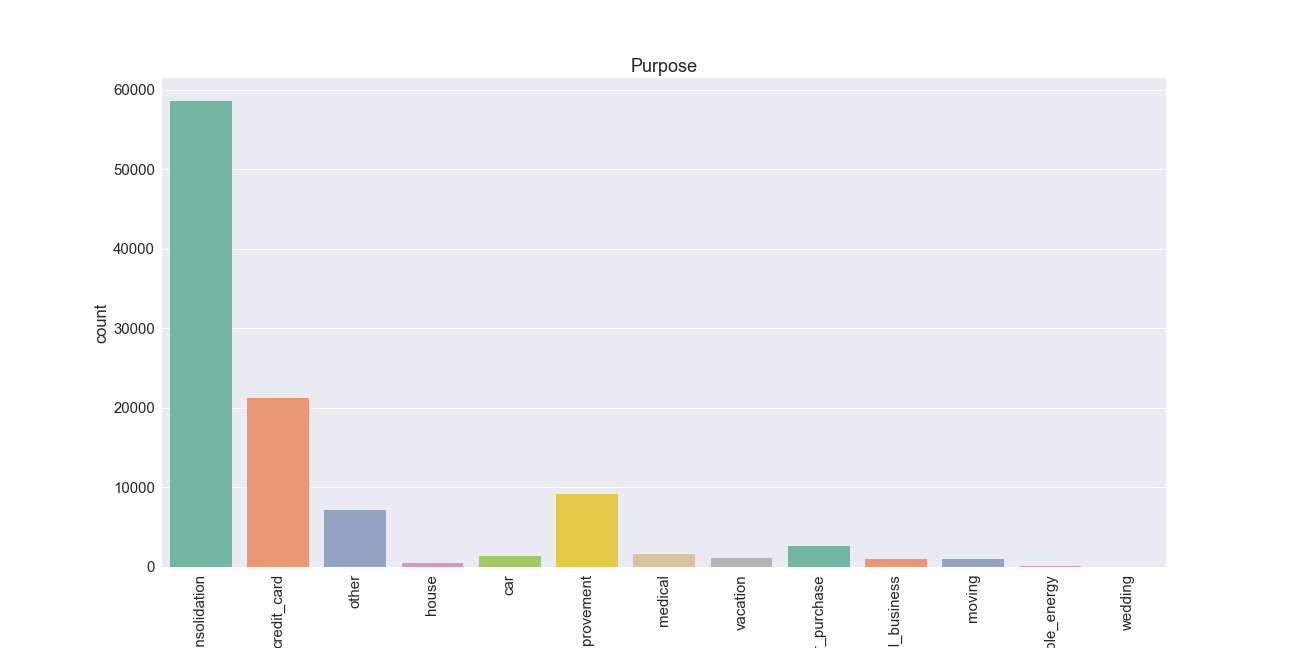 Purpose
60000
50000
40000
30000
20000
10000
0
count
nsolidation
credit_card
other
house
car
provement
medical
vacation
r_purchase
l_business
moving
ble_energy
wedding